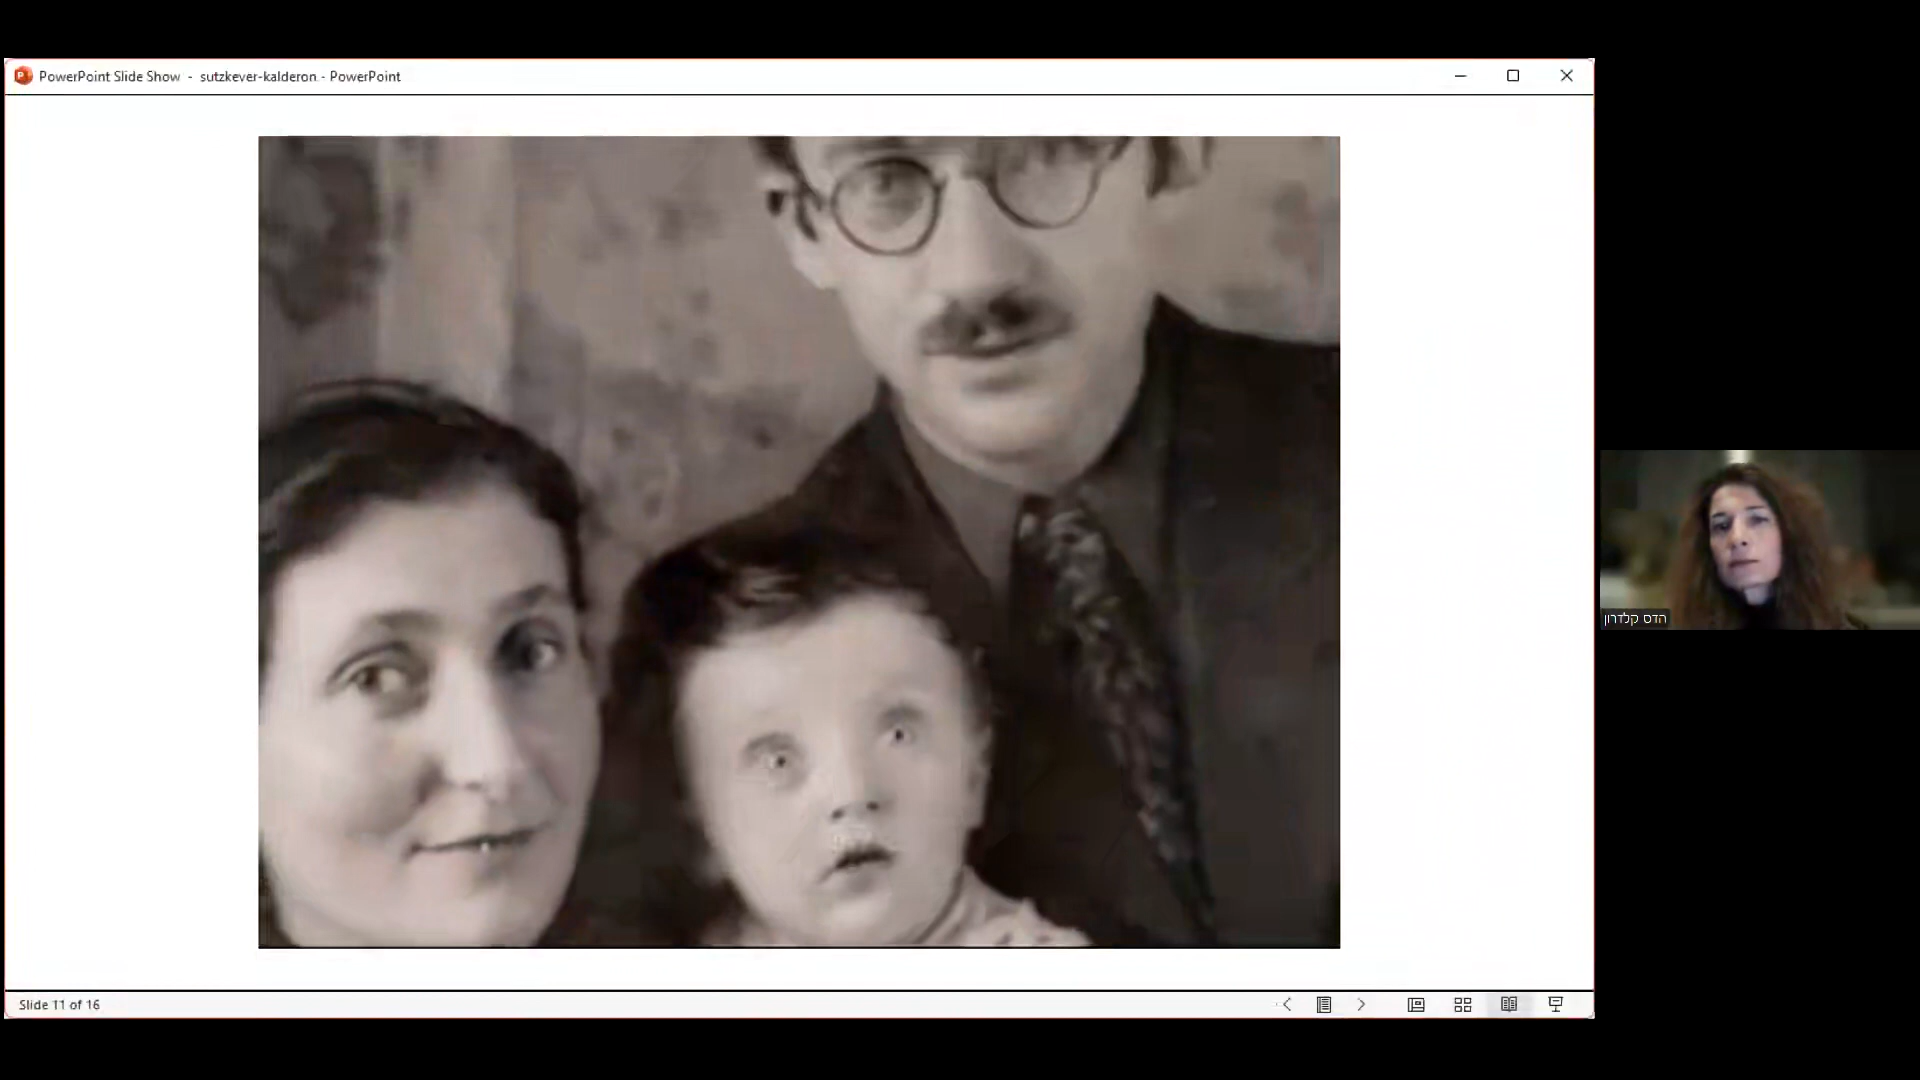 PowerPoint Slide Show - sutzkever-kalderon - PowerPoint
הדס קלדרון
Slide 11 of 16